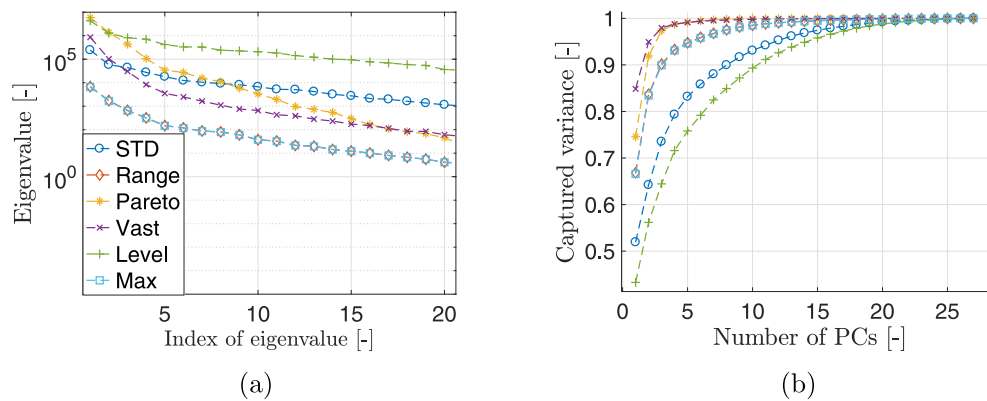 Eigenvalue [-]
10^5
10^0
STD
Range
Pareto
Vast
Level
Max
5 10 15 20
Index of eigenvalue [-]
(a)
Captured variance [-]
1
0.9
0.8
0.7
0.6
0.5
0 5 10 15 20 25
Number of PCs [-]
(b)